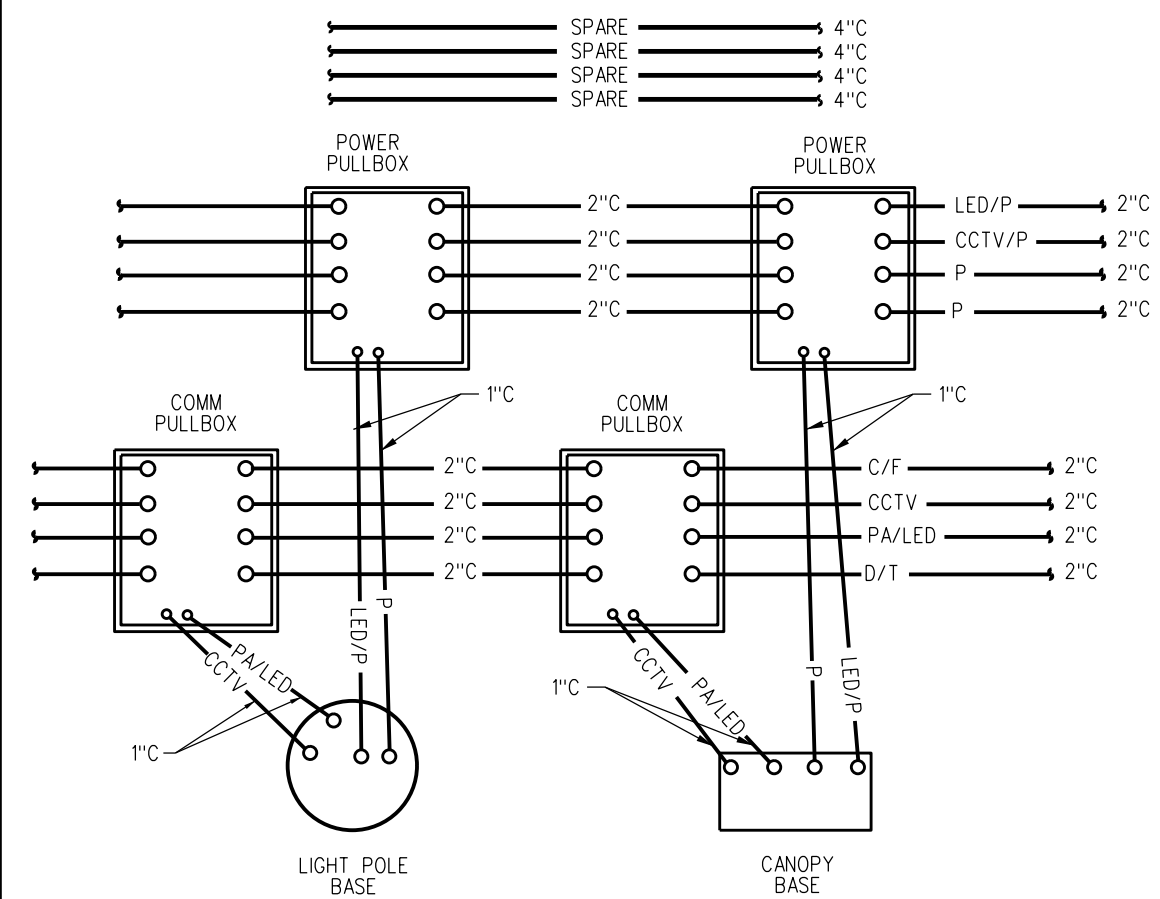 SPARE 4"C
SPARE 4"C
SPARE 4"C
SPARE 4"C
POWER
PULLBOX
POWER
PULLBOX
2"C LED/P 2"C
2"C CCTV/P 2"C
2"C P 2"C
2"C P 2"C
1"C
1"C
COMM
PULLBOX
COMM
PULLBOX
2"C C/F 2"C
2"C CCTV 2"C
2"C PA/LED 2"C
2"C D/T 2"C
PA/LED
CCTV
LED/P
P
CCTV
PA/LED
P
LED/P
1"C
1"C
LIGHT POLE
BASE
CANOPY
BASE